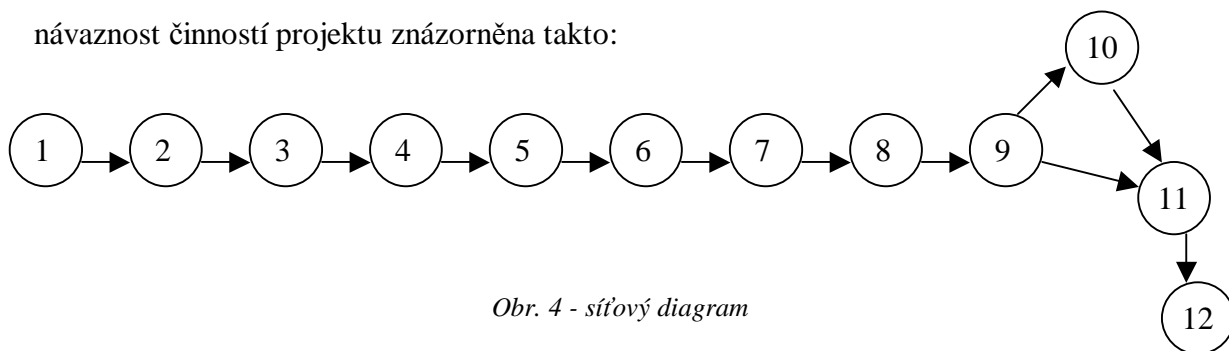 návaznost činností projektu znázorněna takto:
10
1 2 3 4 5 6 7 8 9
11
Obr. 4 - síťový diagram
12